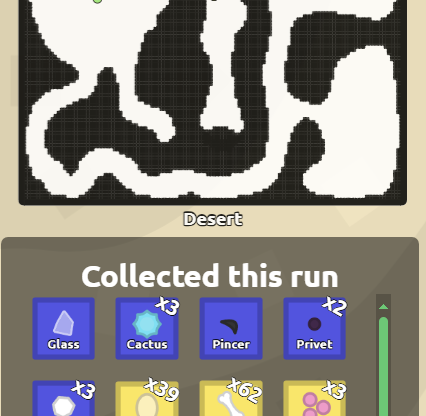 Desert
Collected this run
x3 x2
Glass Cactus Pincer Privet
x3 x39 x62 x3